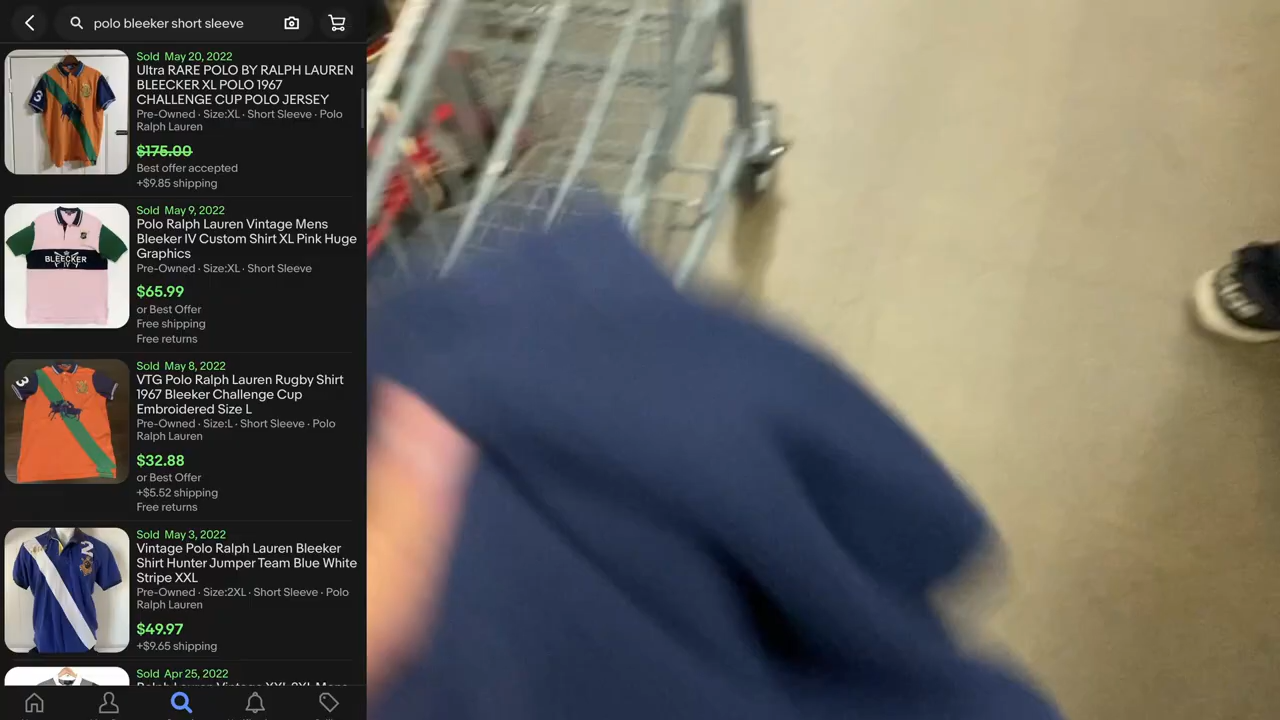 polo bleeker short sleeve
Sold May 20, 2022
Ultra RARE POLO BY RALPH LAUREN
BLEECKER XL POLO 1967
CHALLENGE CUP POLO JERSEY
Pre-Owned · Size:XL · Short Sleeve · Polo
Ralph Lauren
$175.00
Best offer accepted
+$9.85 shipping
3
Sold May 9, 2022
Polo Ralph Lauren Vintage Mens
Bleeker IV Custom Shirt XL Pink Huge
Graphics
Pre-Owned · Size:XL · Short Sleeve
$65.99
or Best Offer
Free shipping
Free returns
BLEECKER
IV
Sold May 8, 2022
VTG Polo Ralph Lauren Rugby Shirt
1967 Bleeker Challenge Cup
Embroidered Size L
Pre-Owned · Size:L · Short Sleeve · Polo
Ralph Lauren
$32.88
or Best Offer
+$5.52 shipping
Free returns
3
Sold May 3, 2022
Vintage Polo Ralph Lauren Bleeker
Shirt Hunter Jumper Team Blue White
Stripe XXL
Pre-Owned · Size:2XL · Short Sleeve · Polo
Ralph Lauren
$49.97
+$9.65 shipping
2
Sold Apr 25, 2022